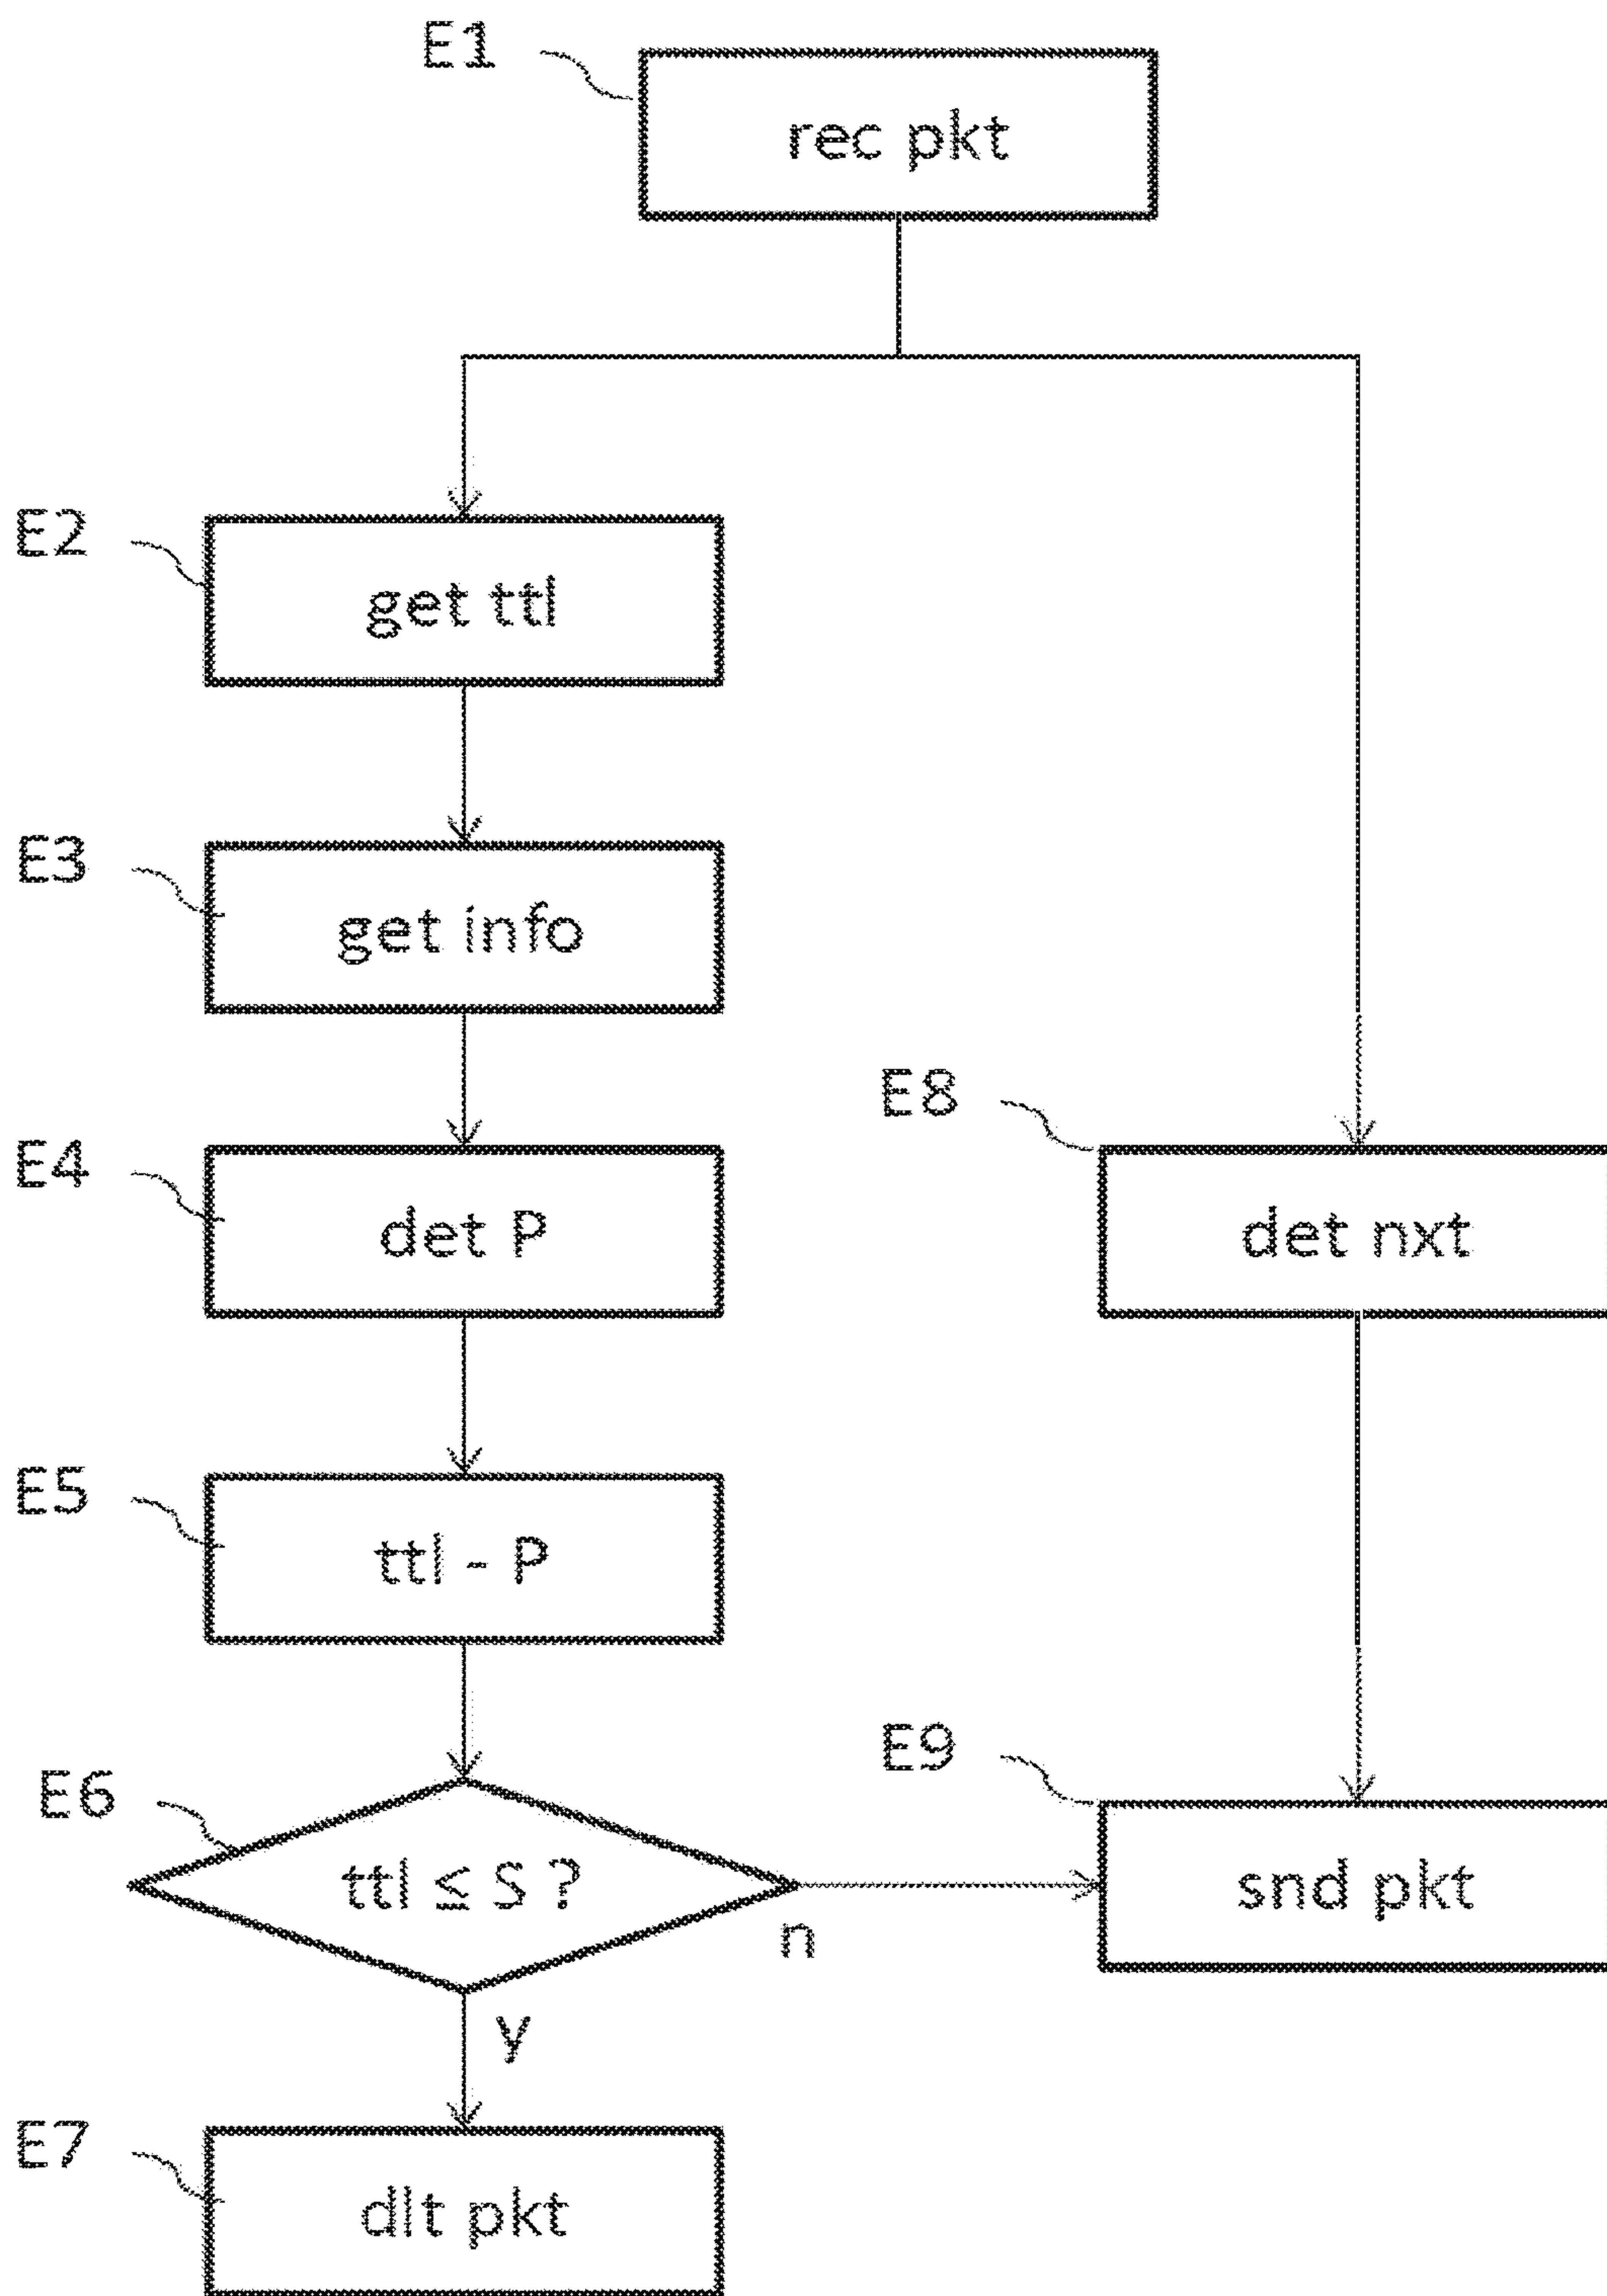 E1
rec pkt
E2
get ttl
E3
get info
E4
det P
E8
det nxt
E5
ttl - P
E6
ttl ≤ S ?
n
y
E9
snd pkt
E7
dlt pkt